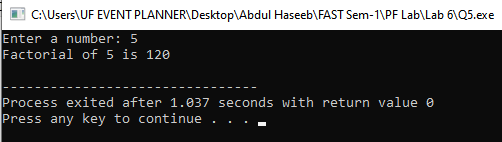 C:\Users\UF EVENT PLANNER\Desktop\Abdul Haseeb\FAST Sem-1\PF Lab\Lab 6\Q5.exe
Enter a number: 5
Factorial of 5 is 120
--------------------------------
Process exited after 1.037 seconds with return value 0
Press any key to continue . . .